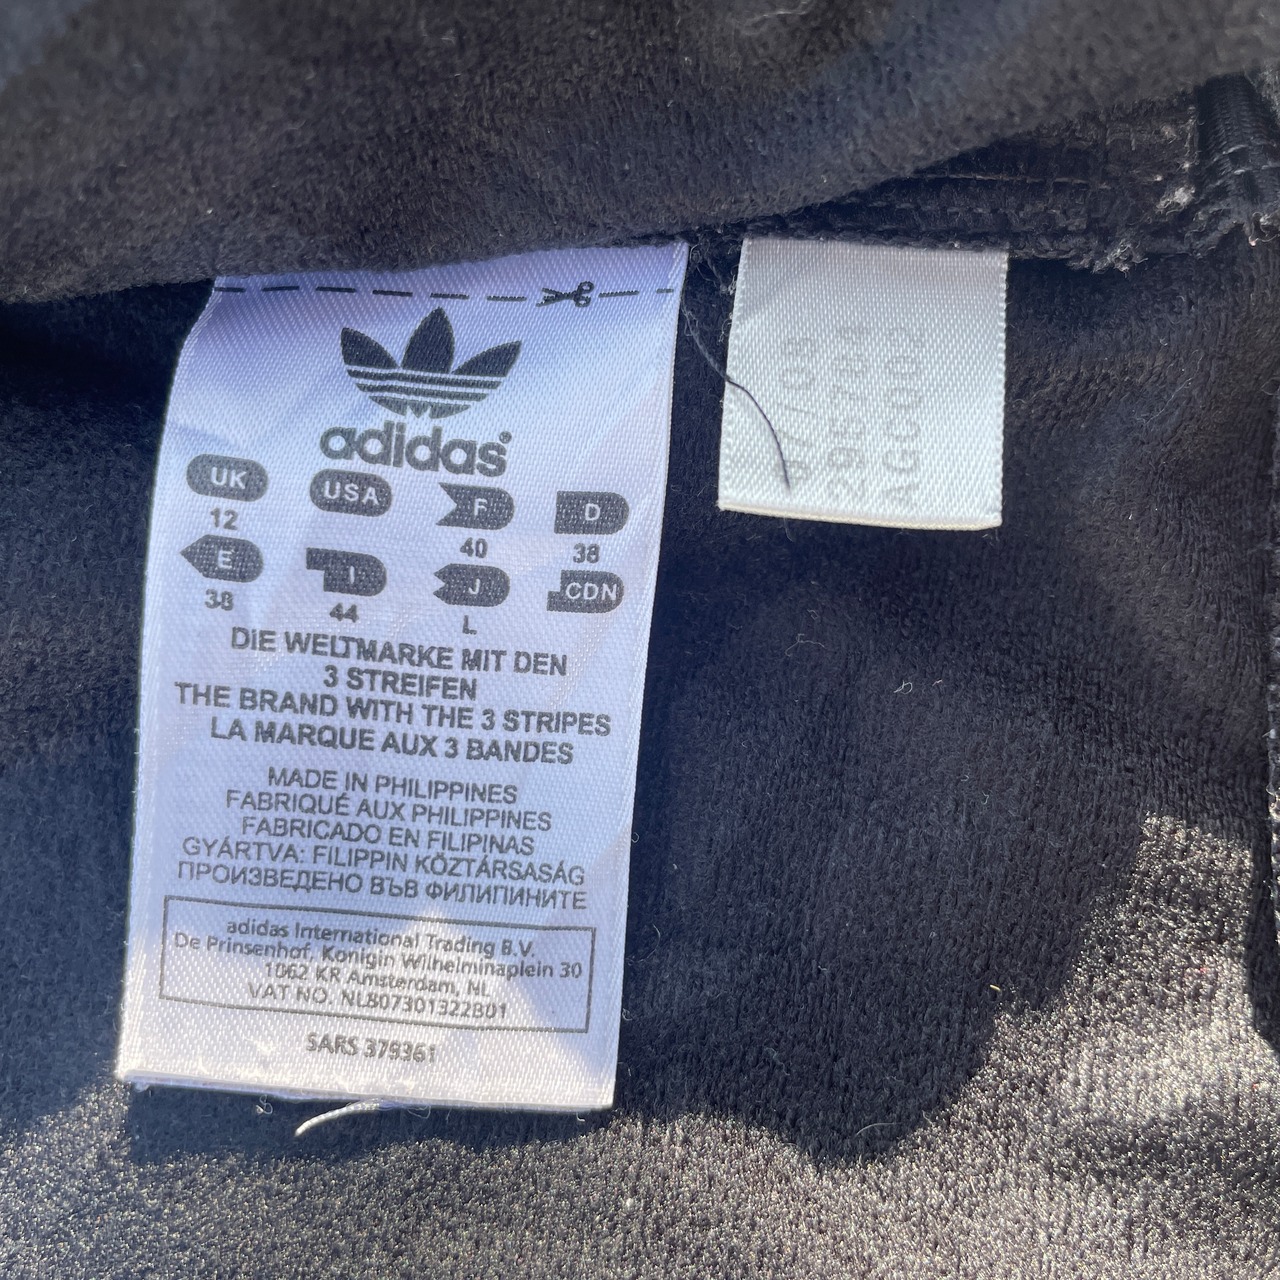 adidas
UK USA F D
12 40 38
E I J CDN
38 44 L
DIE WELTMARKE MIT DEN
3 STREIFEN
THE BRAND WITH THE 3 STRIPES
LA MARQUE AUX 3 BANDES
MADE IN PHILIPPINES
FABRIQUÉ AUX PHILIPPINES
FABRICADO EN FILIPINAS
GYÁRTVA: FILIPPIN KÖZTÁRSASÁG
ПРОИЗВЕДЕНО ВЪВ ФИЛИПИНИТЕ
adidas International Trading B.V.
De Prinsenhof, Konigin Wilhelminaplein 30
1062 KR Amsterdam, NL
VAT NO. NL807301322B01
SARS 379361